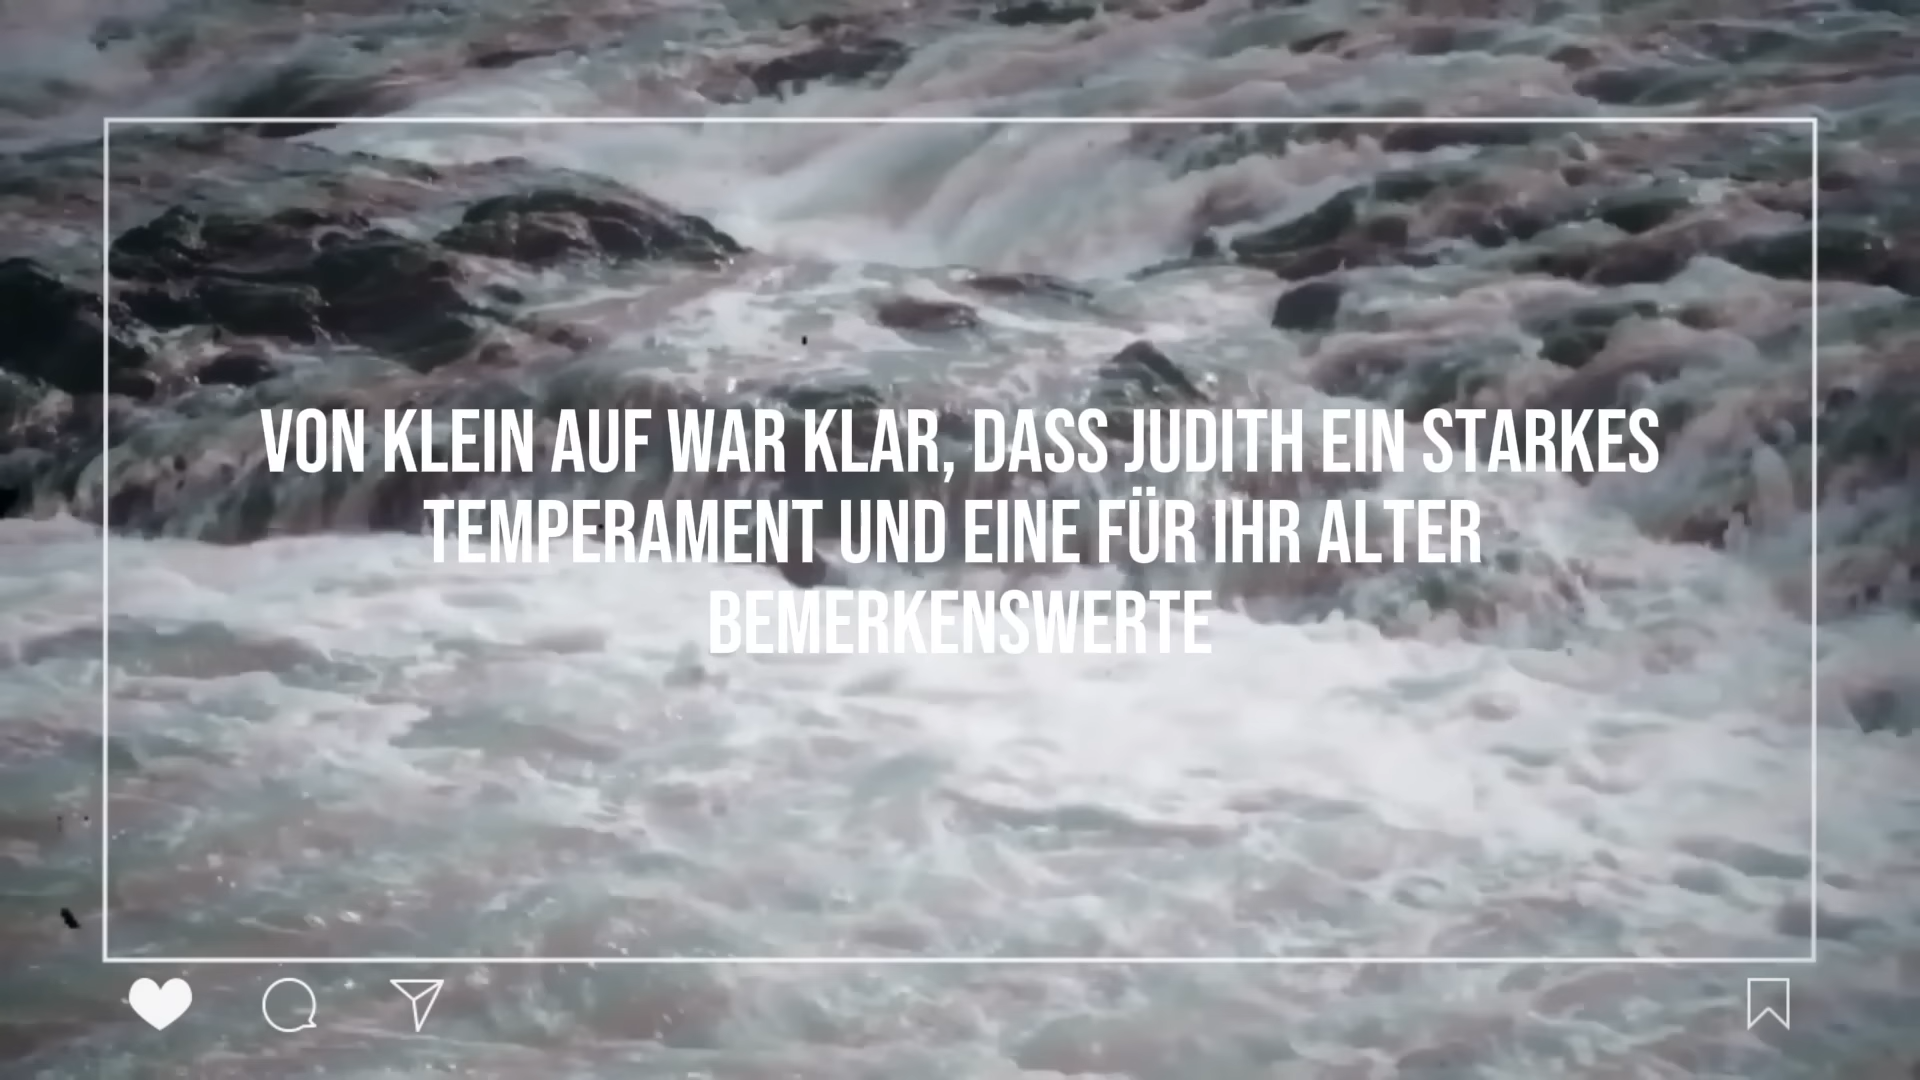 VON KLEIN AUF WAR KLAR, DASS JUDITH EIN STARKES
TEMPERAMENT UND EINE FÜR IHR ALTER
BEMERKENSWERTE